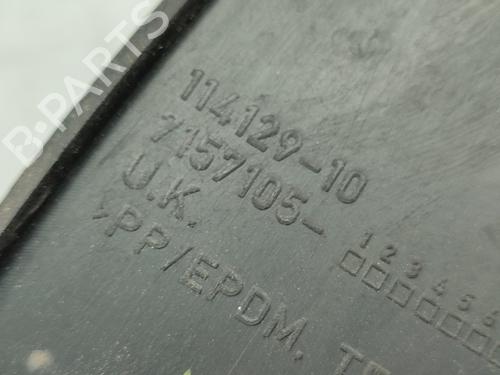 B-PARTS
114129-10
7157105-
U.K.
>PP/EPDM,
1 2 3 4 5